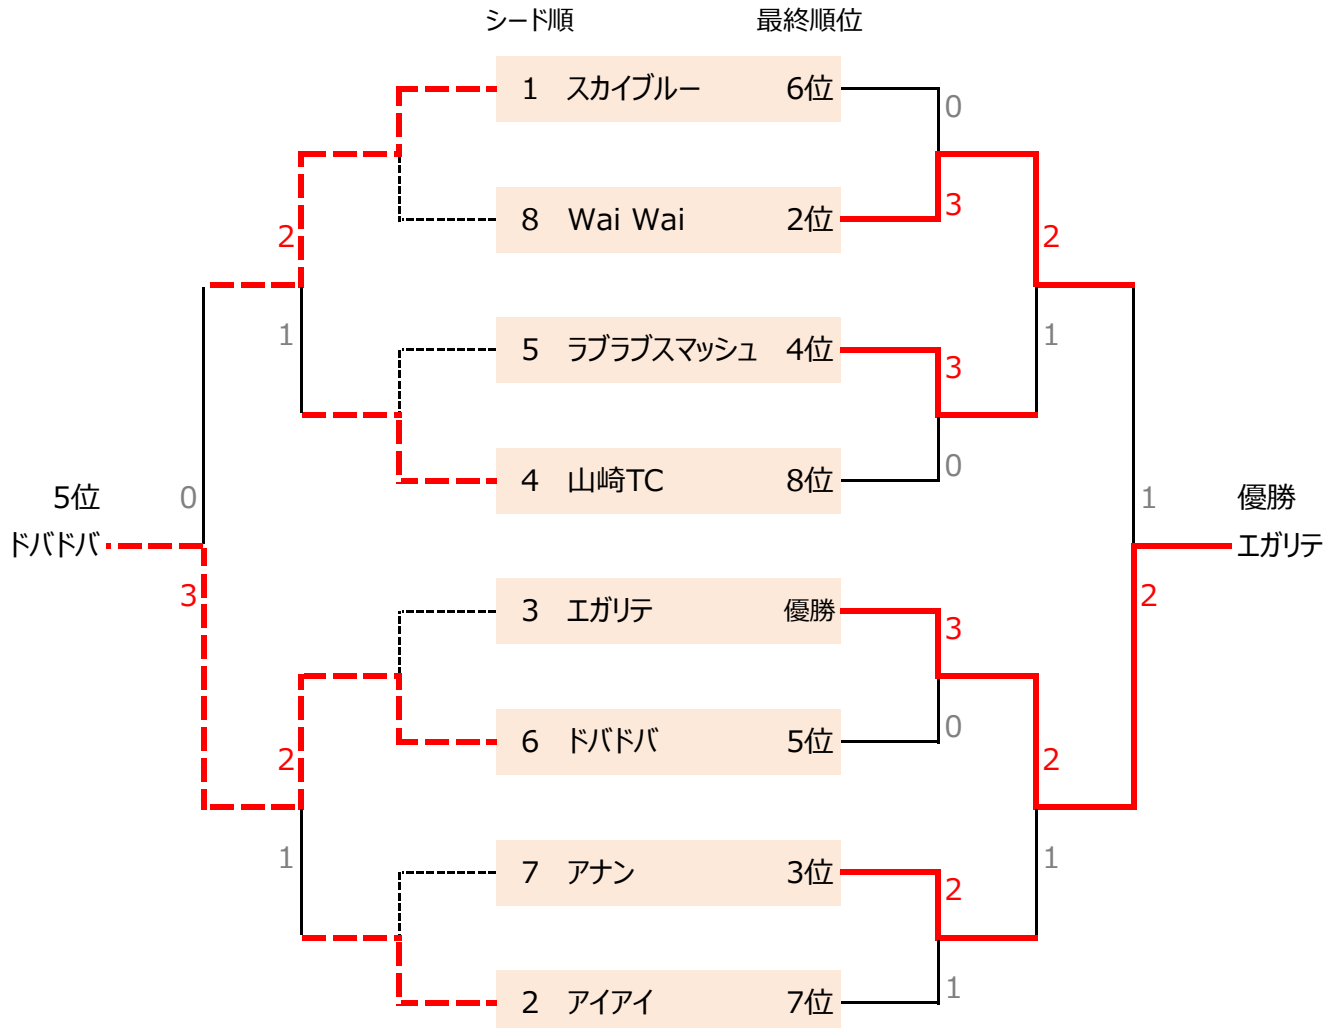 シード順 最終順位
1 スカイブルー 6位
0
8 Wai Wai 2位
3
2
2
1
5 ラブラブスマッシュ 4位
1
3
4 山崎TC 8位
0
5位
0
1
優勝
ドバドバ
エガリテ
3
2
3 エガリテ 優勝
3
6 ドバドバ 5位
0
2
2
1
7 アナン 3位
1
2
2 アイアイ 7位
1